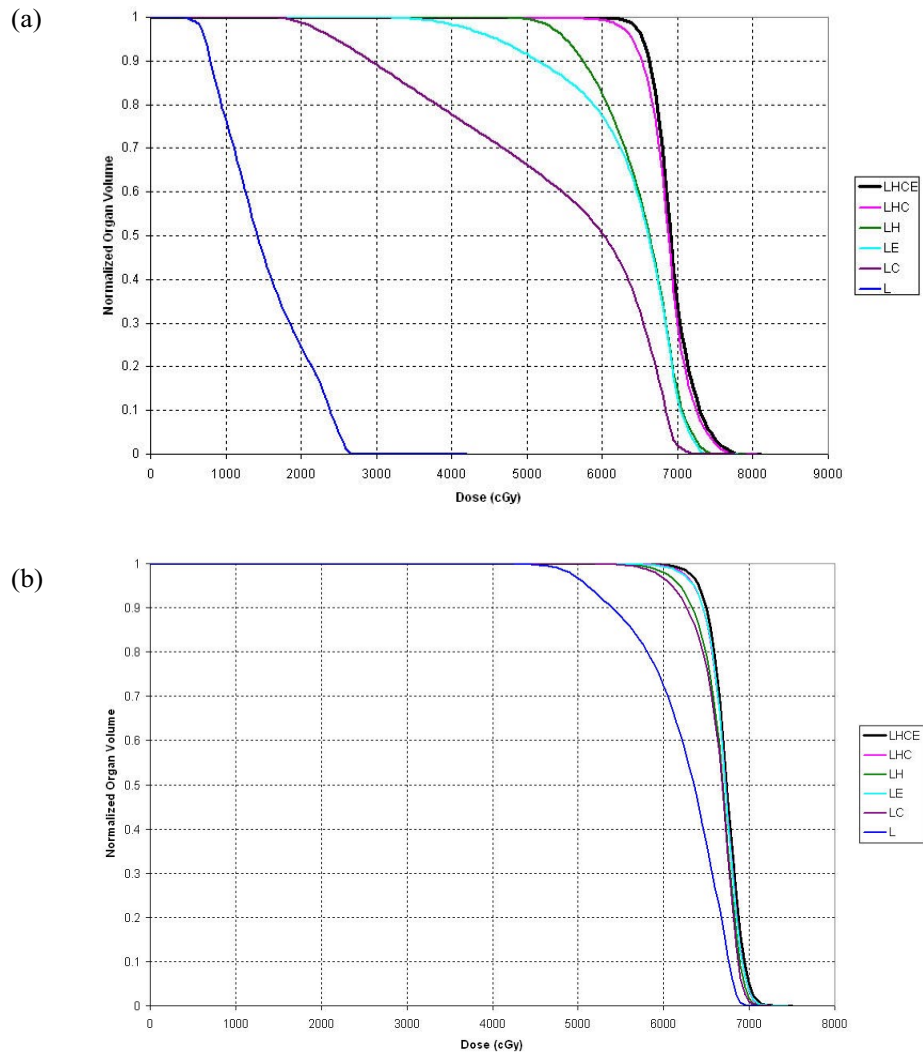 (a)
1
0.9
0.8
0.7
0.6
0.5
0.4
0.3
0.2
0.1
0
Normalized Organ Volume
0 1000 2000 3000 4000 5000 6000 7000 8000 9000
Dose (cGy)
LHCE
LHC
LH
LE
LC
L
(b)
1
0.9
0.8
0.7
0.6
0.5
0.4
0.3
0.2
0.1
0
Normalized Organ Volume
0 1000 2000 3000 4000 5000 6000 7000 8000
Dose (cGy)
LHCE
LHC
LH
LE
LC
L